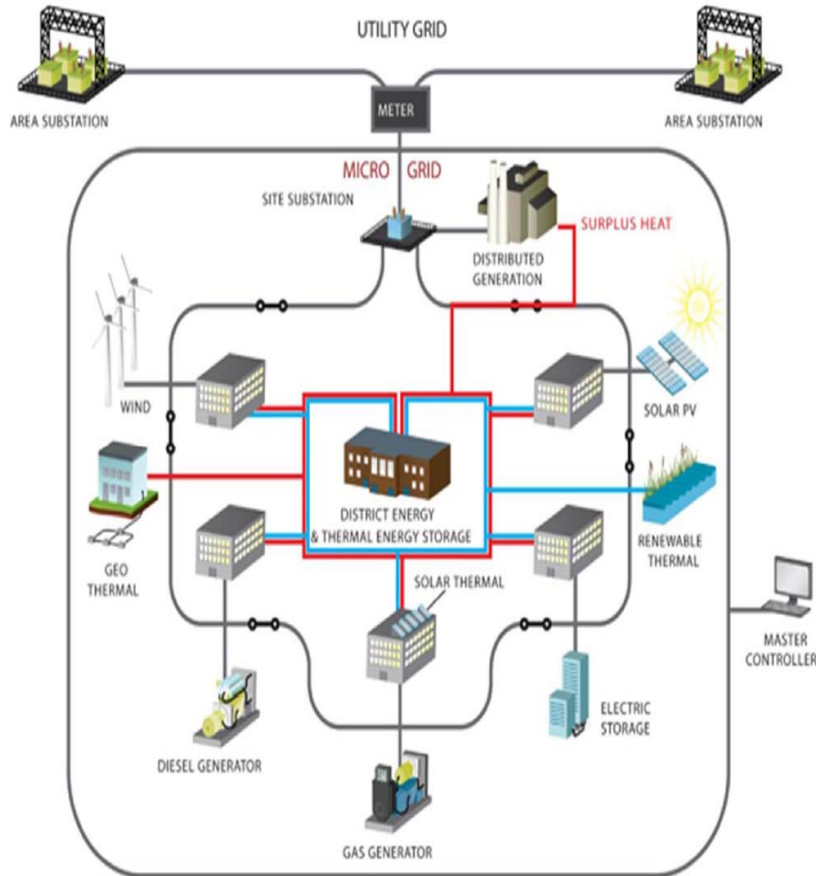 UTILITY GRID
AREA SUBSTATION
METER
AREA SUBSTATION
MICRO GRID
SITE SUBSTATION
SURPLUS HEAT
DISTRIBUTED
GENERATION
WIND
SOLAR PV
DISTRICT ENERGY
& THERMAL ENERGY STORAGE
GEO
THERMAL
RENEWABLE
THERMAL
SOLAR THERMAL
MASTER
CONTROLLER
ELECTRIC
STORAGE
DIESEL GENERATOR
GAS GENERATOR